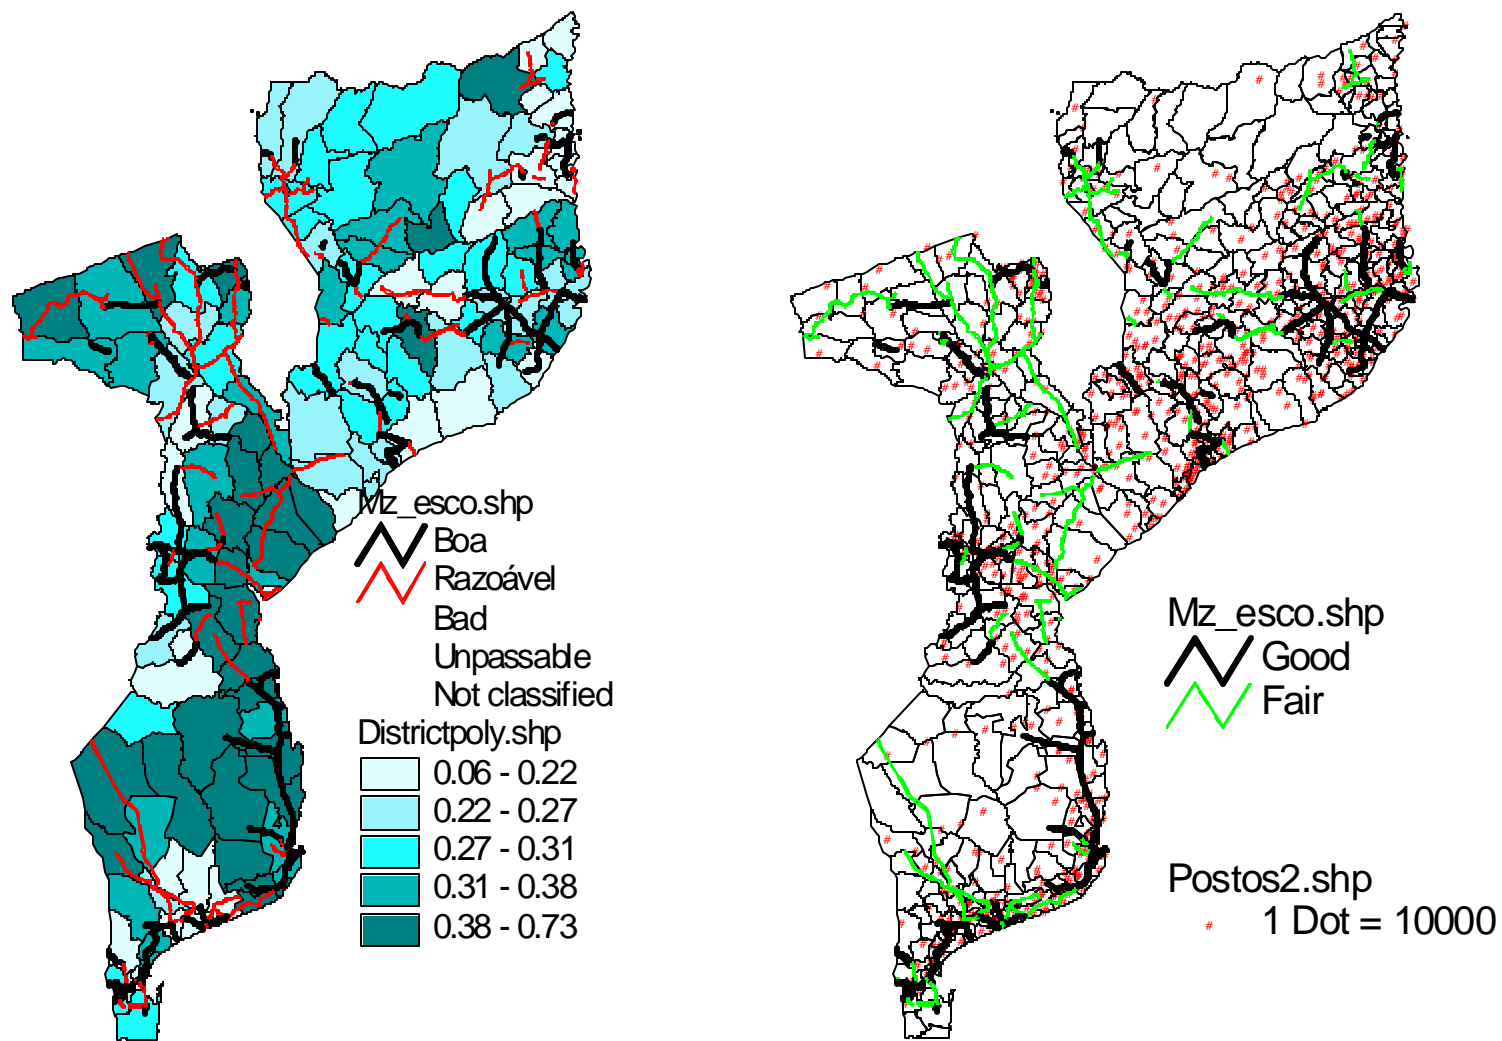 Mz_esco.shp
Boa
Razoável
Bad
Unpassable
Not classified
Districtpoly.shp
0.06 - 0.22
0.22 - 0.27
0.27 - 0.31
0.31 - 0.38
0.38 - 0.73
Mz_esco.shp
Good
Fair
Postos2.shp
1 Dot = 10000